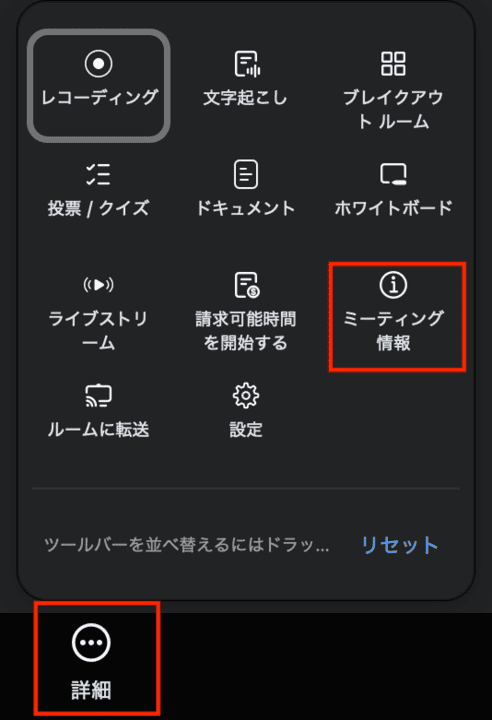 レコーディング
文字起こし
ブレイクアウ
ト ルーム
投票 / クイズ
ドキュメント
ホワイトボード
ライブストリ
ーム
請求可能時間
を開始する
ミーティング
情報
ルームに転送
設定
ツールバーを並べ替えるにはドラッ...
リセット
詳細